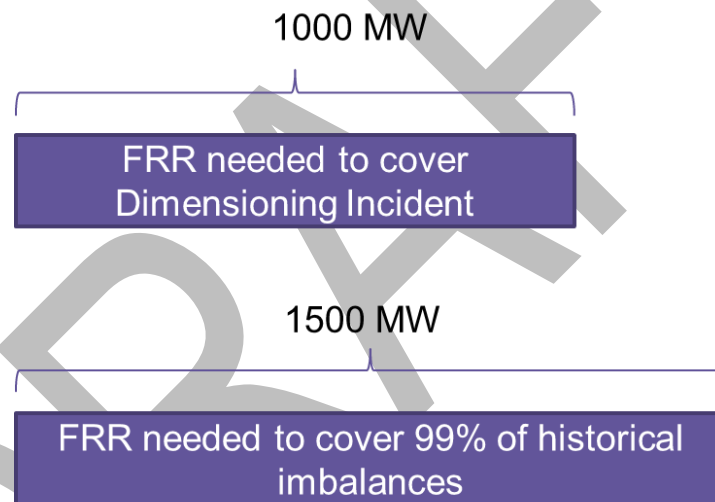 1000 MW
FRR needed to cover
Dimensioning Incident
1500 MW
FRR needed to cover 99% of historical
imbalances